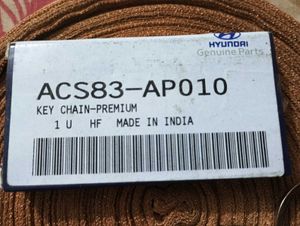 HYUNDAI
Genuine Parts
ACS83-AP010
KEY CHAIN-PREMIUM
1 U HF MADE IN INDIA